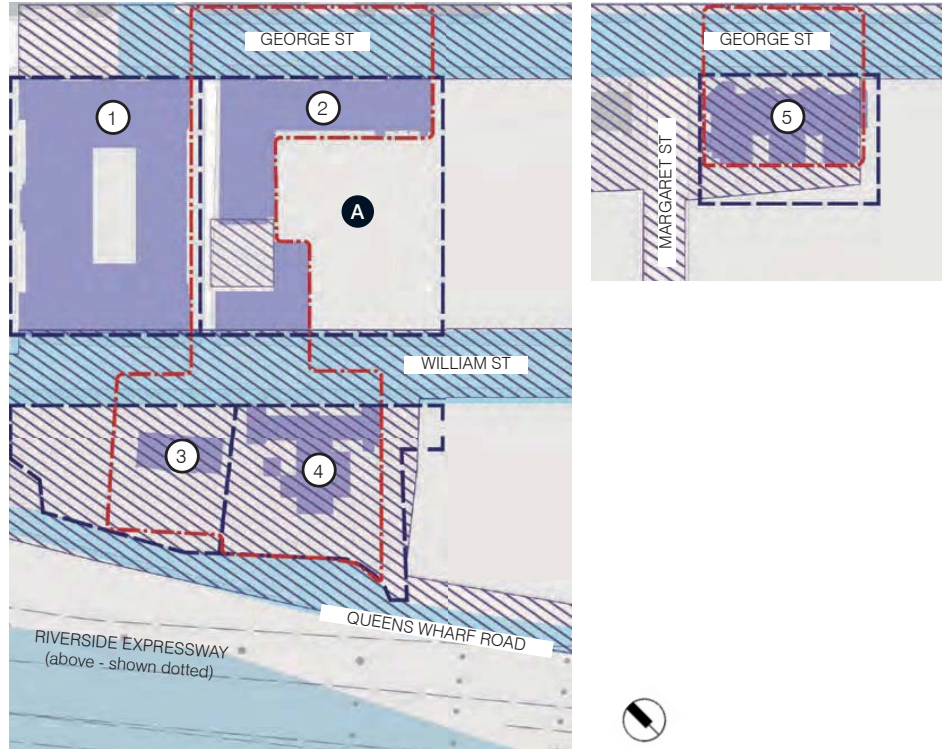 GEORGE ST
GEORGE ST
1
2
5
MARGARET ST
A
WILLIAM ST
3
4
QUEENS WHARF ROAD
RIVERSIDE EXPRESSWAY
(above - shown dotted)